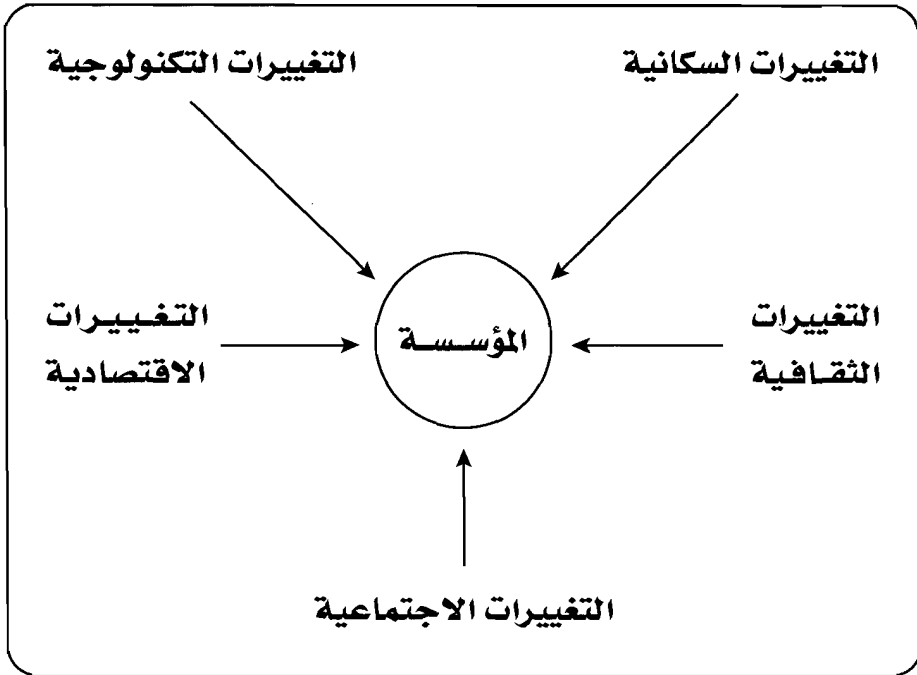 التغييرات السكانية
التغييرات التكنولوجية
التغييرات
الثقافية
المؤسسة
التغييرات
الاقتصادية
التغييرات الاجتماعية